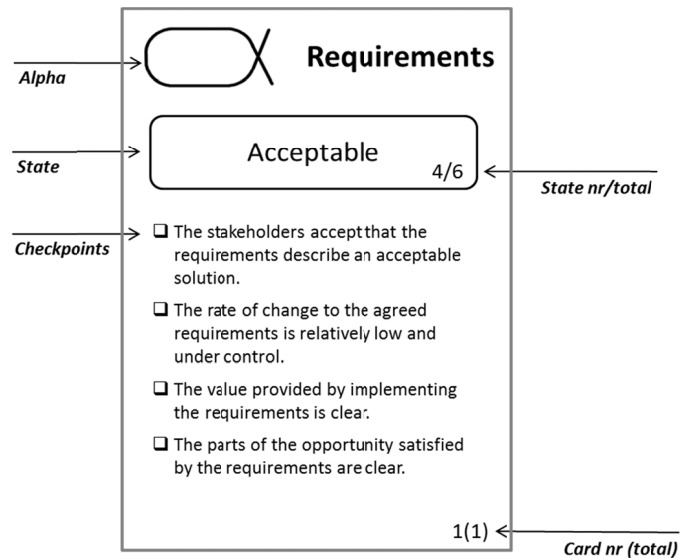 Requirements
Alpha
Acceptable
4/6
State
State nr/total
Checkpoints
❑ The stakeholders accept that the
requirements describe an acceptable
solution.
❑ The rate of change to the agreed
requirements is relatively low and
under control.
❑ The value provided by implementing
the requirements is clear.
❑ The parts of the opportunity satisfied
by the requirements are clear.
1(1)
Card nr (total)